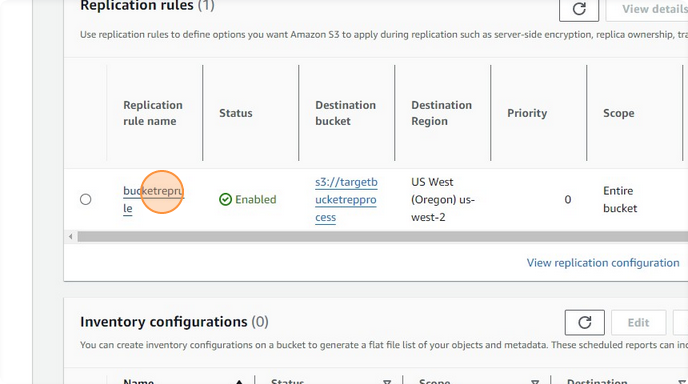 Replication rules (1)
View details
Use replication rules to define options you want Amazon S3 to apply during replication such as server-side encryption, replica ownership,
Replication rule name
Status
Destination bucket
Destination Region
Priority
Scope
bucketrepru
le
Enabled
s3://targetb
ucketreppro
cess
US West
(Oregon) us-
west-2
0
Entire
bucket
View replication configuration
Inventory configurations (0)
Edit
You can create inventory configurations on a bucket to generate a flat file list of your objects and metadata. These scheduled reports can
Name
Status
Scope
Destination